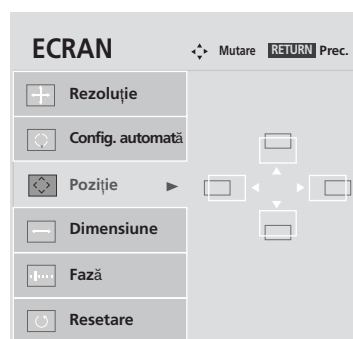 ECRAN Mutare RETURN Prec.
Rezoluție
Config. automată
Poziție
Dimensiune
Fază
Resetare